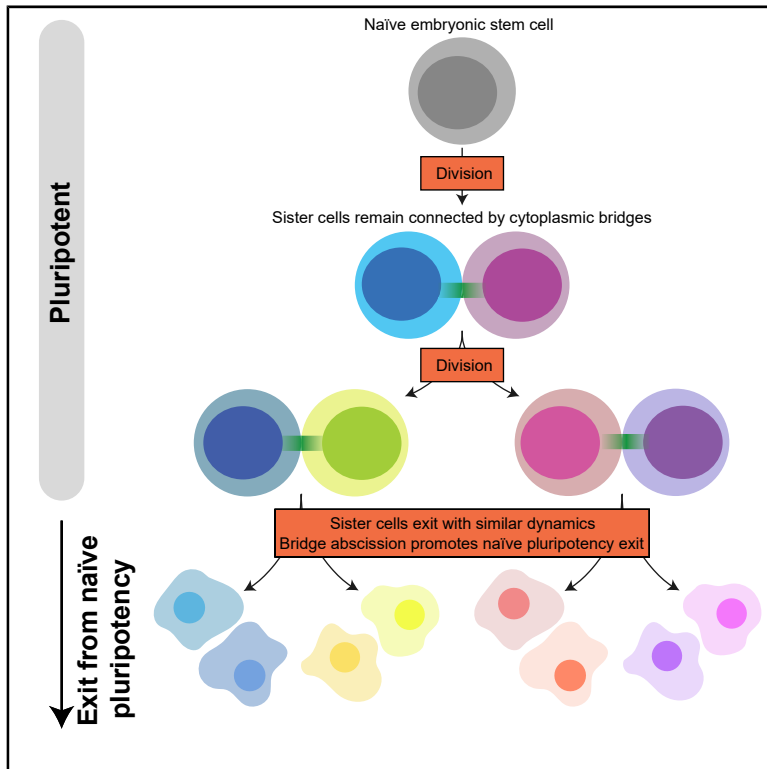 Naïve embryonic stem cell
Division
Sister cells remain connected by cytoplasmic bridges
Pluripotent
Division
Sister cells exit with similar dynamics
Bridge abscission promotes naïve pluripotency exit
Exit from naïve
pluripotency